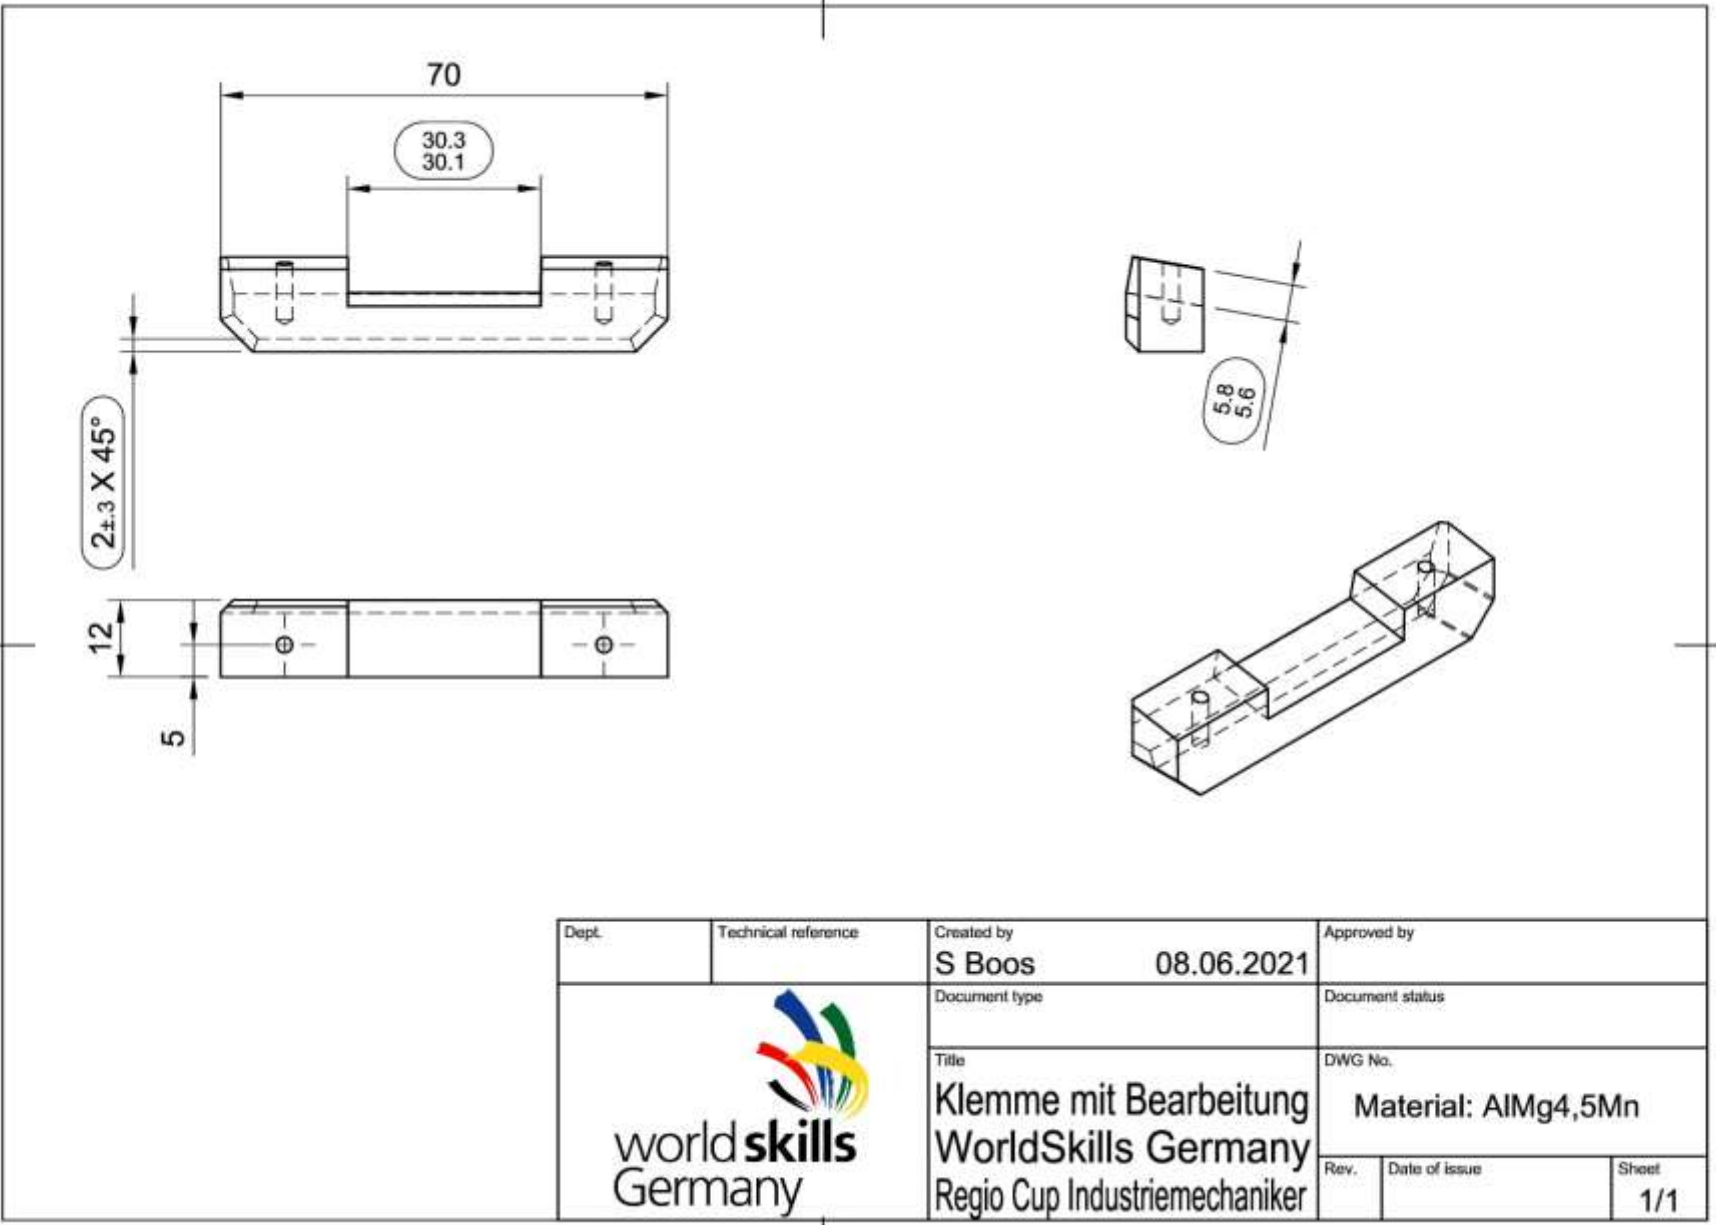 70
30.3
30.1
2±.3 X 45°
5.8
5.6
12
5
Dept.
Technical reference
Created by
S Boos 08.06.2021
Approved by
Document type
Document status
Title
Klemme mit Bearbeitung
WorldSkills Germany
Regio Cup Industriemechaniker
DWG No.
Material: AlMg4,5Mn
Rev.
Date of issue
Sheet
1/1
world skills
Germany